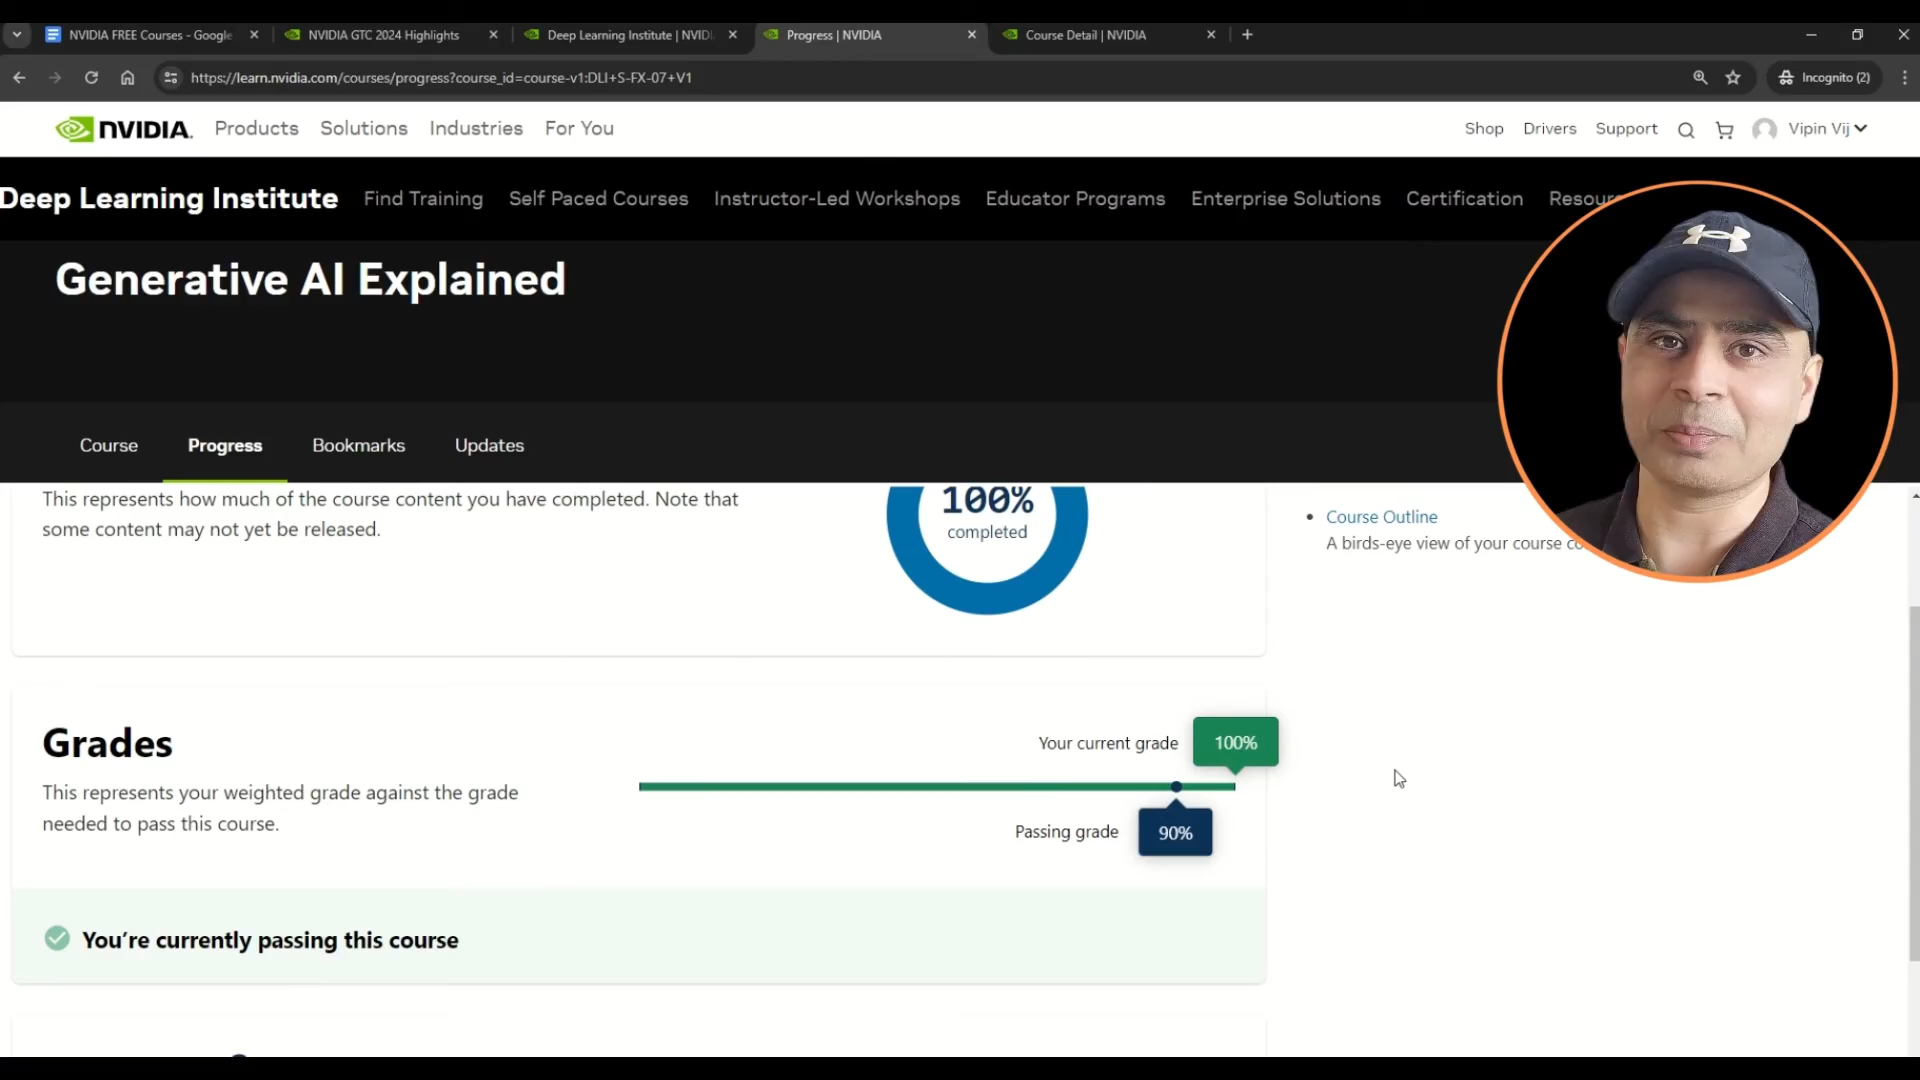 NVIDIA FREE Courses - Google
NVIDIA GTC 2024 Highlights
Deep Learning Institute | NVIDI
Progress | NVIDIA
Course Detail | NVIDIA
https://learn.nvidia.com/courses/progress?course_id=course-v1:DLI+S-FX-07+V1
Incognito (2)
NVIDIA.
Products
Solutions
Industries
For You
Shop
Drivers
Support
Vipin Vij
Deep Learning Institute
Find Training
Self Paced Courses
Instructor-Led Workshops
Educator Programs
Enterprise Solutions
Certification
Resour
Generative AI Explained
Course
Progress
Bookmarks
Updates
This represents how much of the course content you have completed. Note that
some content may not yet be released.
100%
completed
Course Outline
A birds-eye view of your course co
Grades
This represents your weighted grade against the grade
needed to pass this course.
Your current grade
100%
Passing grade
90%
You're currently passing this course